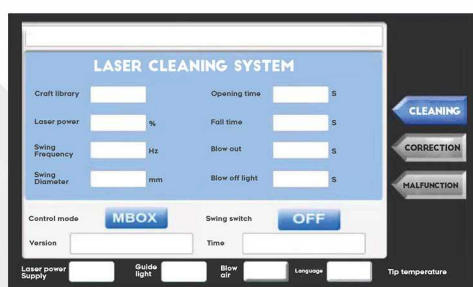 LASER CLEANING SYSTEM
Craft library
Opening time S
Laser power %
Fall time S
Swing
Frequency Hz
Blow out S
Swing
Diameter mm
Blow off light S
CLEANING
CORRECTION
MALFUNCTION
Control mode MBOX
Swing switch OFF
Version
Time
Laser power
Supply
Guide
light
Blow
air
Language
Tip temperature